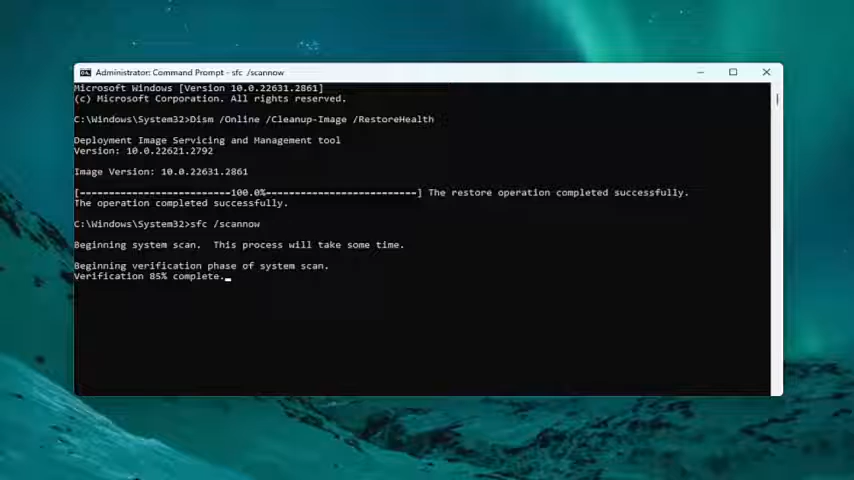 Administrator: Command Prompt - sfc /scannow
Microsoft Windows [Version 10.0.22631.2861]
(c) Microsoft Corporation. All rights reserved.
C:\Windows\System32>Dism /Online /Cleanup-Image /RestoreHealth
Deployment Image Servicing and Management tool
Version: 10.0.22621.2792
Image Version: 10.0.22631.2861
[--------------------------100.0%--------------------------] The restore operation completed successfully.
The operation completed successfully.
C:\Windows\System32>sfc /scannow
Beginning system scan.  This process will take some time.
Beginning verification phase of system scan.
Verification 85% complete.